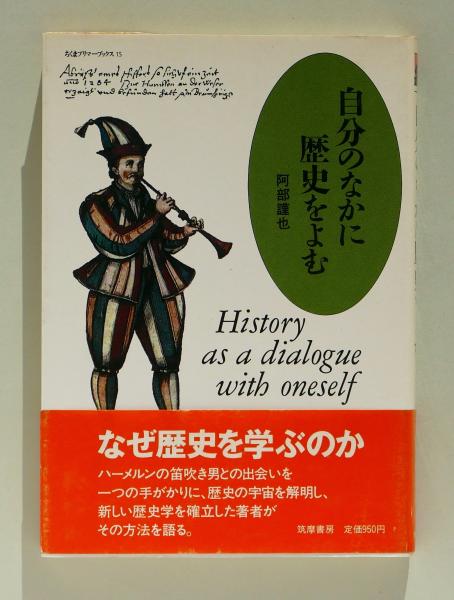 ちくまプリマーブックス 15
自分のなかに
歴史をよむ
阿部謹也
History
as a dialogue
with oneself
なぜ歴史を学ぶのか
ハーメルンの笛吹き男との出会いを
一つの手がかりに、歴史の宇宙を解明し、
新しい歴史学を確立した著者が
その方法を語る。
筑摩書房 定価950円